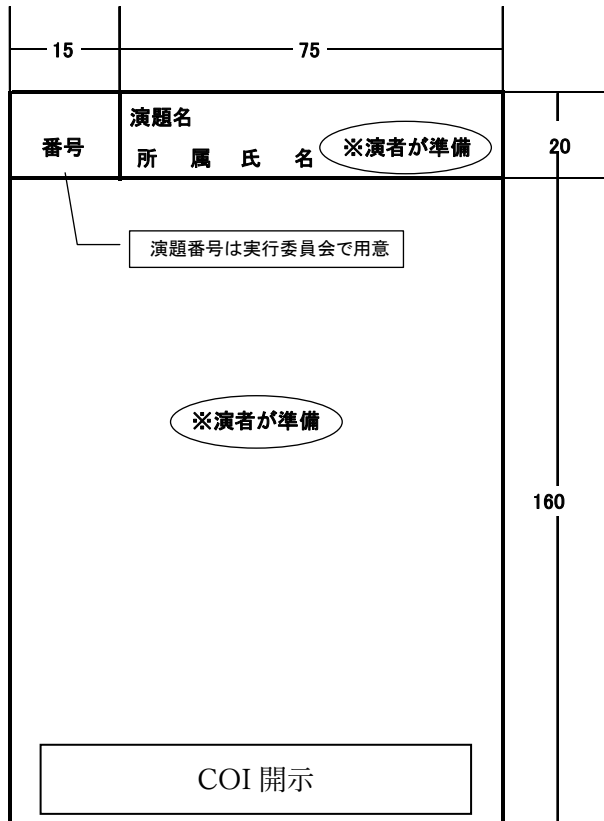 15
75
演題名
番号
所 属 氏 名
※演者が準備
20
演題番号は実行委員会で用意
※演者が準備
160
COI 開示